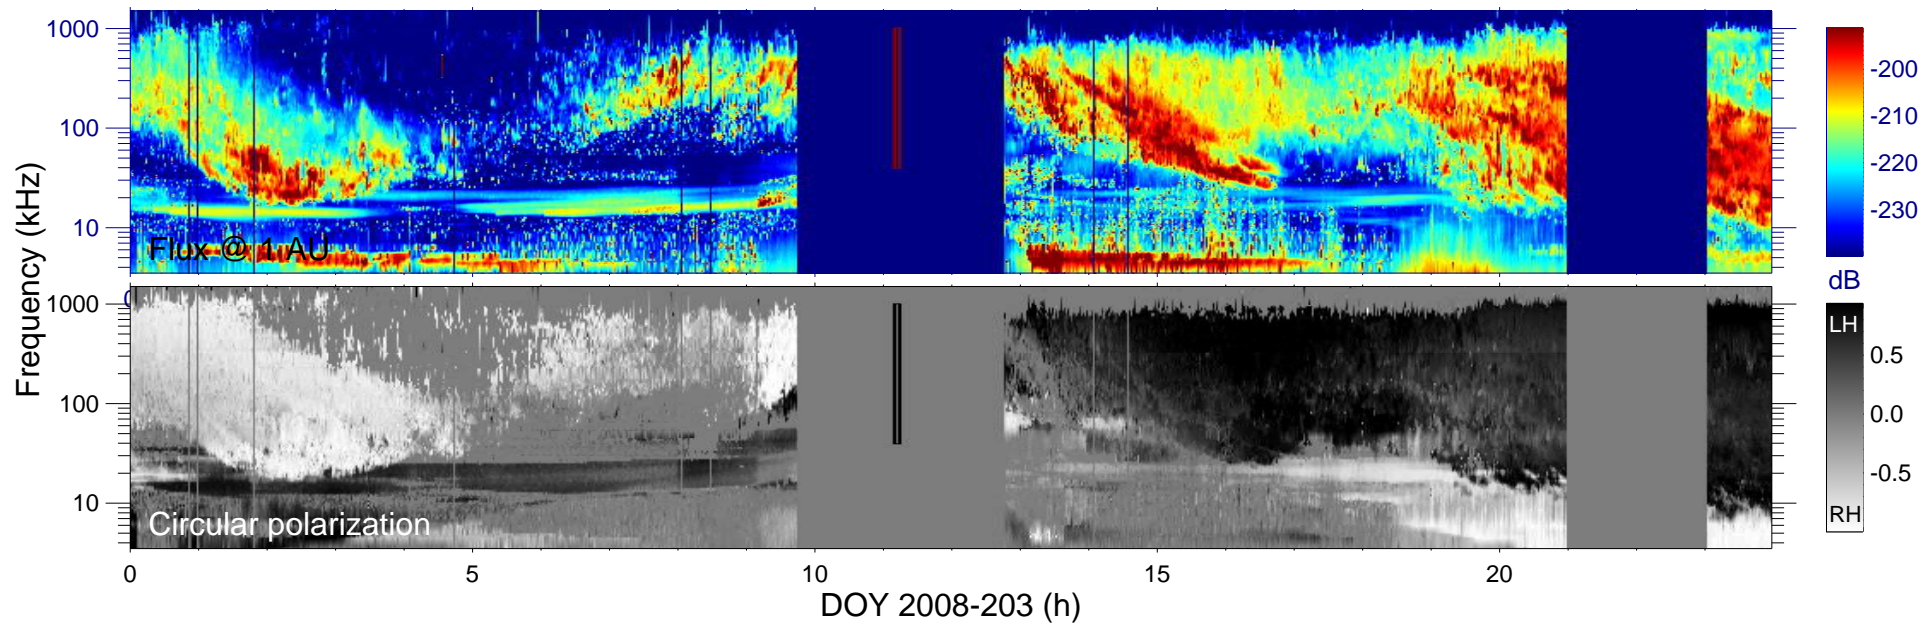 Frequency (kHz)
1000
100
10
Flux @ 1 AU
-200
-210
-220
-230
dB
0
1000
100
10
Circular polarization
LH
0.5
0.0
-0.5
RH
0
5
10
15
20
DOY 2008-203 (h)